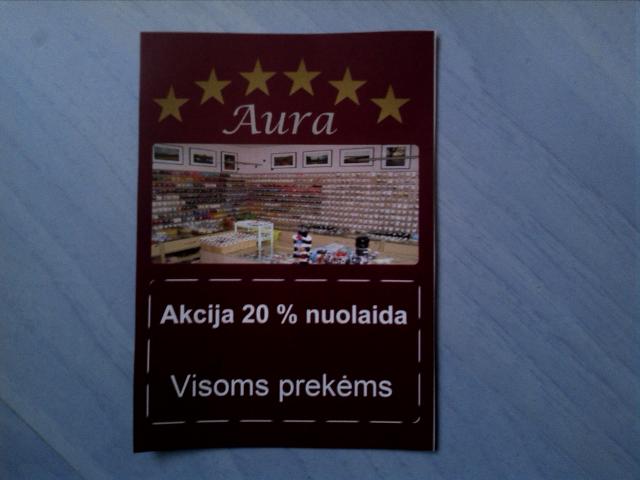 Aura
Akcija 20 % nuolaida
Visoms prekėms